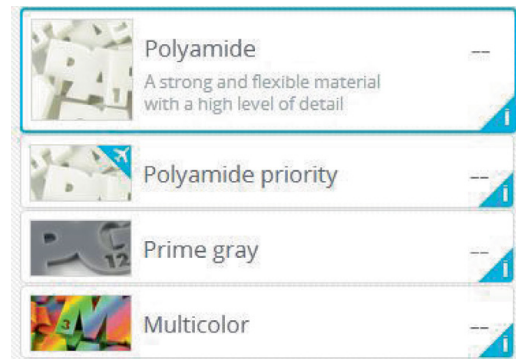 Polyamide --
A strong and flexible material
with a high level of detail
i
Polyamide priority --
i
Prime gray --
i
Multicolor --
i